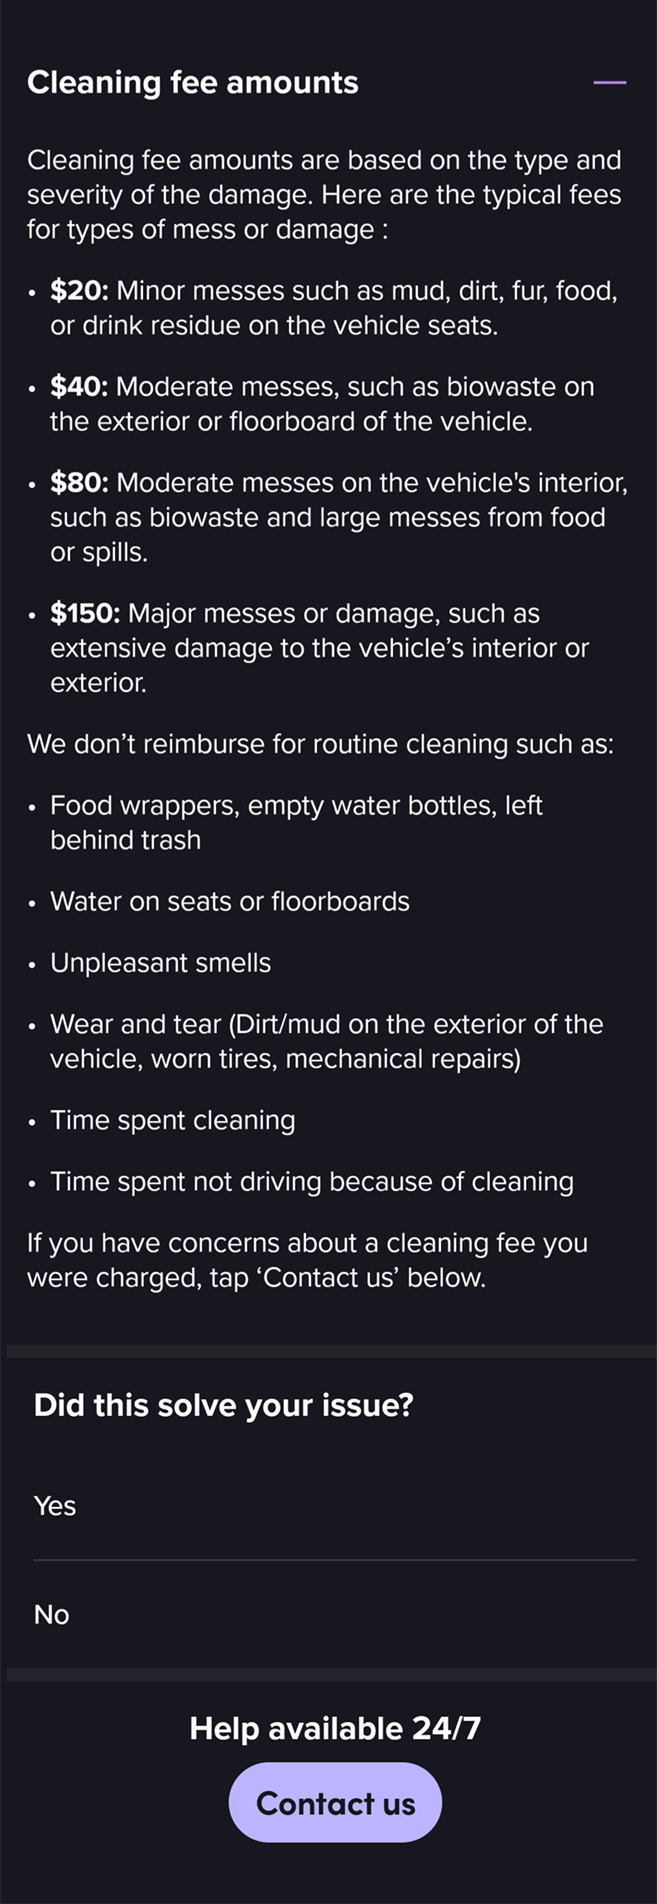 Cleaning fee amounts
Cleaning fee amounts are based on the type and
severity of the damage. Here are the typical fees
for types of mess or damage :
• $20: Minor messes such as mud, dirt, fur, food,
or drink residue on the vehicle seats.
• $40: Moderate messes, such as biowaste on
the exterior or floorboard of the vehicle.
• $80: Moderate messes on the vehicle's interior,
such as biowaste and large messes from food
or spills.
• $150: Major messes or damage, such as
extensive damage to the vehicle’s interior or
exterior.
We don’t reimburse for routine cleaning such as:
• Food wrappers, empty water bottles, left
behind trash
• Water on seats or floorboards
• Unpleasant smells
• Wear and tear (Dirt/mud on the exterior of the
vehicle, worn tires, mechanical repairs)
• Time spent cleaning
• Time spent not driving because of cleaning
If you have concerns about a cleaning fee you
were charged, tap ‘Contact us’ below.
Did this solve your issue?
Yes
No
Help available 24/7
Contact us